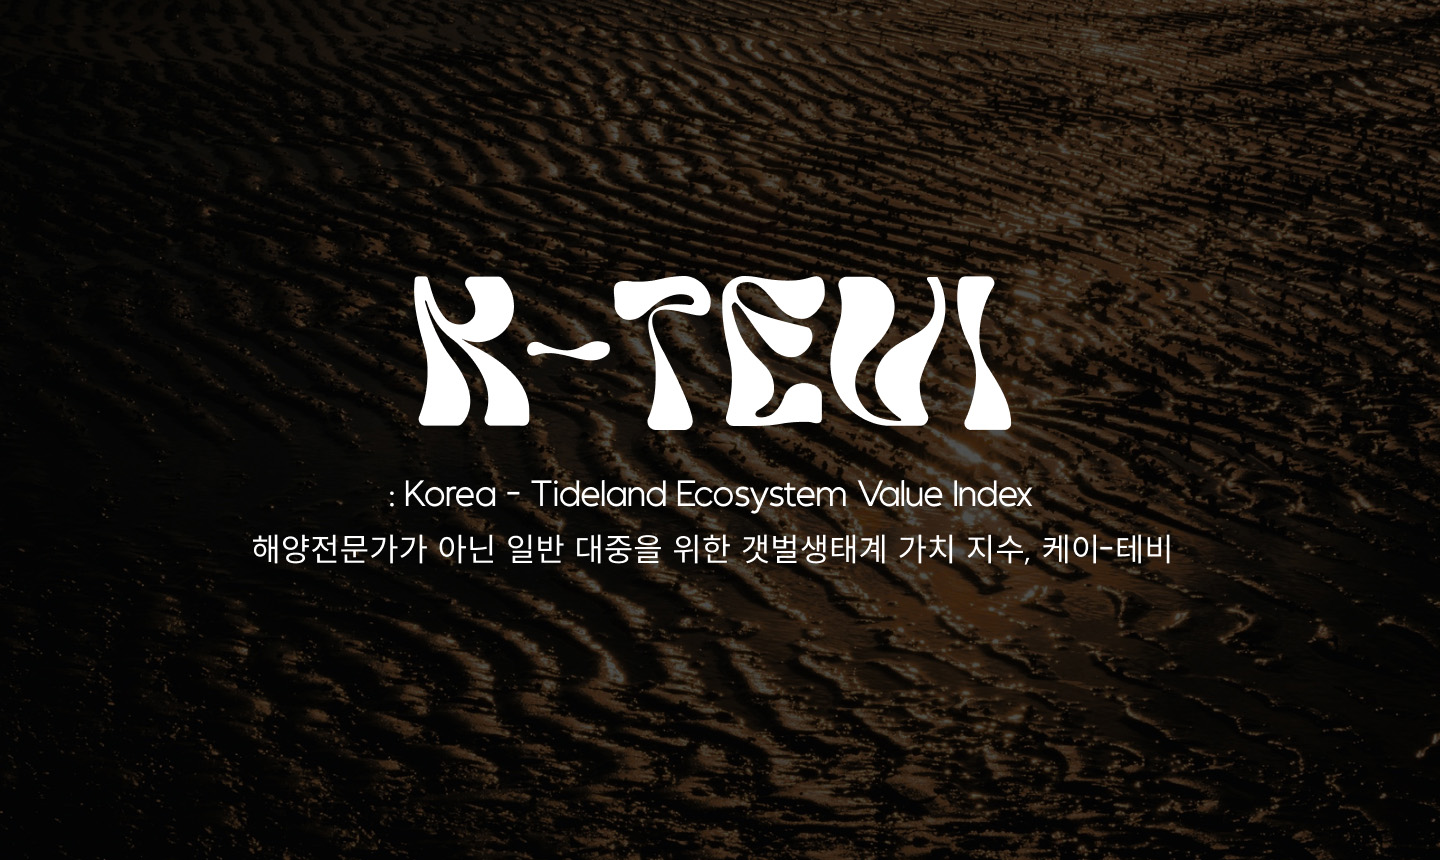 K-TEVI
: Korea - Tideland Ecosystem Value Index
해양전문가가 아닌 일반 대중을 위한 갯벌생태계 가치 지수, 케이-테비